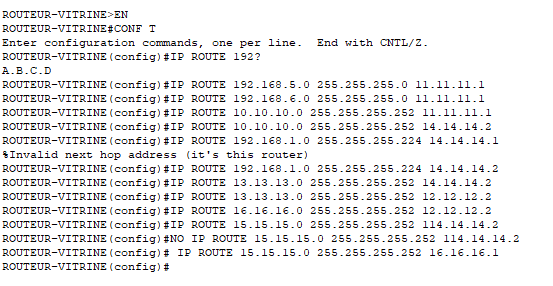 ROUTEUR-VITRINE>EN
ROUTEUR-VITRINE#CONF T
Enter configuration commands, one per line.  End with CNTL/Z.
ROUTEUR-VITRINE(config)#IP ROUTE 192?
A.B.C.D
ROUTEUR-VITRINE(config)#IP ROUTE 192.168.5.0 255.255.255.0 11.11.11.1
ROUTEUR-VITRINE(config)#IP ROUTE 192.168.6.0 255.255.255.0 11.11.11.1
ROUTEUR-VITRINE(config)#IP ROUTE 10.10.10.0 255.255.255.252 11.11.11.1
ROUTEUR-VITRINE(config)#IP ROUTE 10.10.10.0 255.255.255.252 14.14.14.2
ROUTEUR-VITRINE(config)#IP ROUTE 192.168.1.0 255.255.255.224 14.14.14.1
%Invalid next hop address (it's this router)
ROUTEUR-VITRINE(config)#IP ROUTE 192.168.1.0 255.255.255.224 14.14.14.2
ROUTEUR-VITRINE(config)#IP ROUTE 13.13.13.0 255.255.255.252 14.14.14.2
ROUTEUR-VITRINE(config)#IP ROUTE 13.13.13.0 255.255.255.252 12.12.12.2
ROUTEUR-VITRINE(config)#IP ROUTE 16.16.16.0 255.255.255.252 12.12.12.2
ROUTEUR-VITRINE(config)#IP ROUTE 15.15.15.0 255.255.255.252 114.14.14.2
ROUTEUR-VITRINE(config)#NO IP ROUTE 15.15.15.0 255.255.255.252 114.14.14.2
ROUTEUR-VITRINE(config)# IP ROUTE 15.15.15.0 255.255.255.252 16.16.16.1
ROUTEUR-VITRINE(config)#